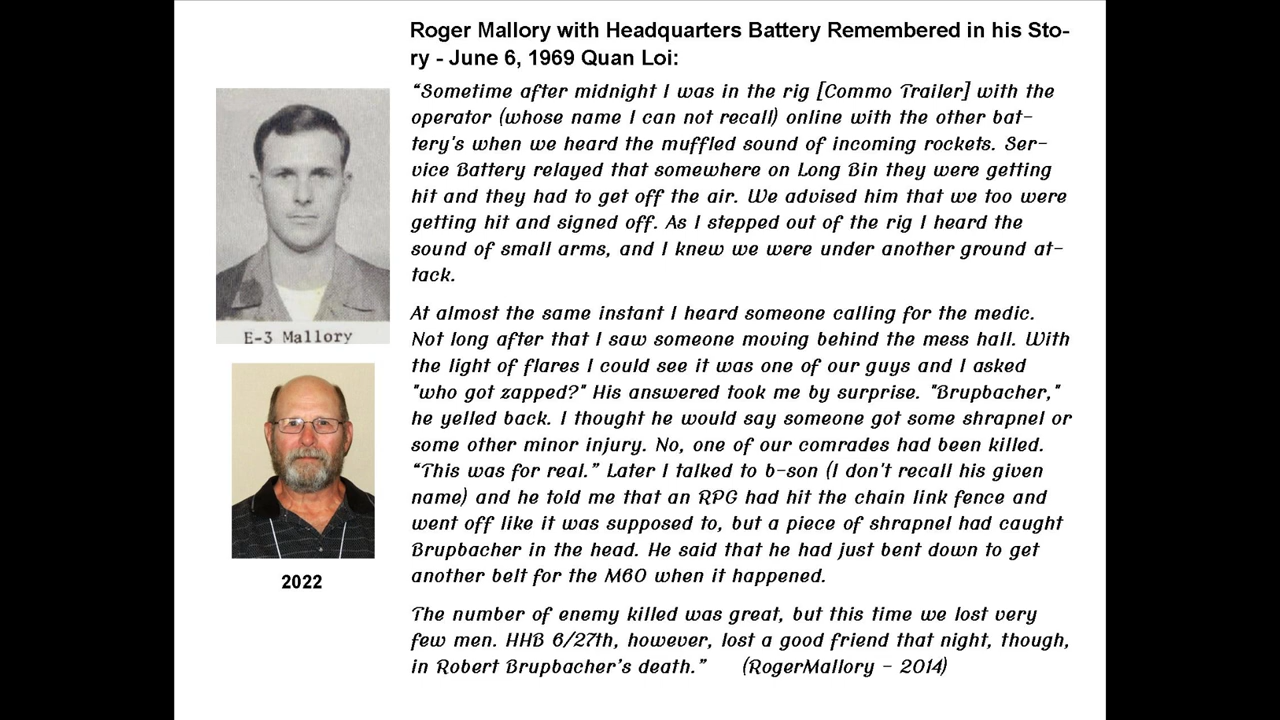 Roger Mallory with Headquarters Battery Remembered in his Sto-
ry - June 6, 1969 Quan Loi:
“Sometime after midnight I was in the rig [Commo Trailer] with the
operator (whose name I can not recall) online with the other bat-
tery's when we heard the muffled sound of incoming rockets. Ser-
vice Battery relayed that somewhere on Long Bin they were getting
hit and they had to get off the air. We advised him that we too were
getting hit and signed off. As I stepped out of the rig I heard the
sound of small arms, and I knew we were under another ground at-
tack.
At almost the same instant I heard someone calling for the medic.
Not long after that I saw someone moving behind the mess hall. With
the light of flares I could see it was one of our guys and I asked
"who got zapped?" His answered took me by surprise. "Brupbacher,"
he yelled back. I thought he would say someone got some shrapnel or
some other minor injury. No, one of our comrades had been killed.
“This was for real.” Later I talked to b-son (I don't recall his given
name) and he told me that an RPG had hit the chain link fence and
went off like it was supposed to, but a piece of shrapnel had caught
Brupbacher in the head. He said that he had just bent down to get
another belt for the M60 when it happened.
The number of enemy killed was great, but this time we lost very
few men. HHB 6/27th, however, lost a good friend that night, though,
in Robert Brupbacher’s death.” (RogerMallory - 2014)
E-3 Mallory
2022